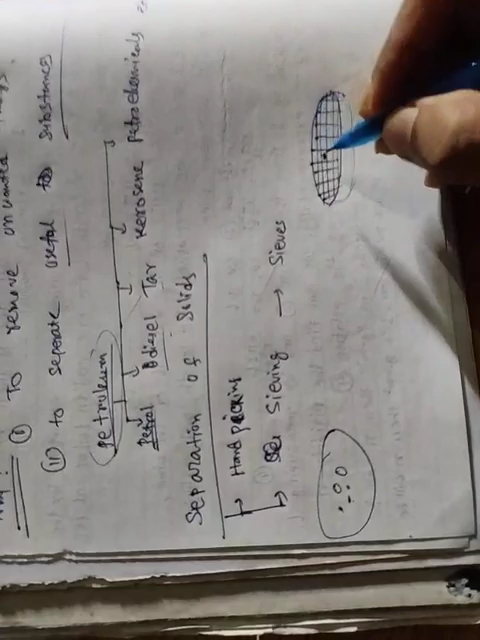 (i) To remove unwanted
(ii) to separate useful to substances
Petroleum
Petrol diesel Tar Kerosene Petrochemicals
Separation of Solids
Hand picking
Sieving → Sieves